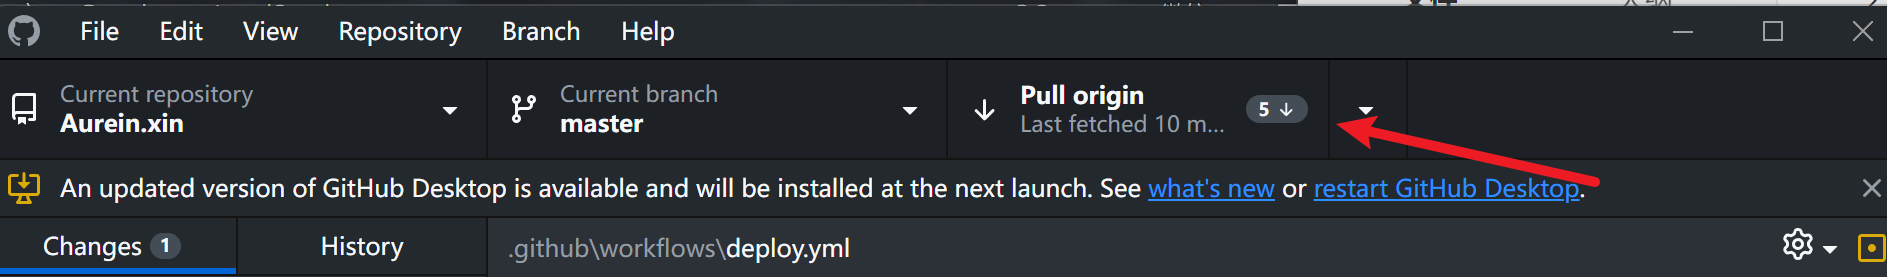 File Edit View Repository Branch Help
Current repository
Aurein.xin
Current branch
master
Pull origin
Last fetched 10 m...
5
An updated version of GitHub Desktop is available and will be installed at the next launch. See what's new or restart GitHub Desktop.
Changes 1
History
.github\workflows\deploy.yml